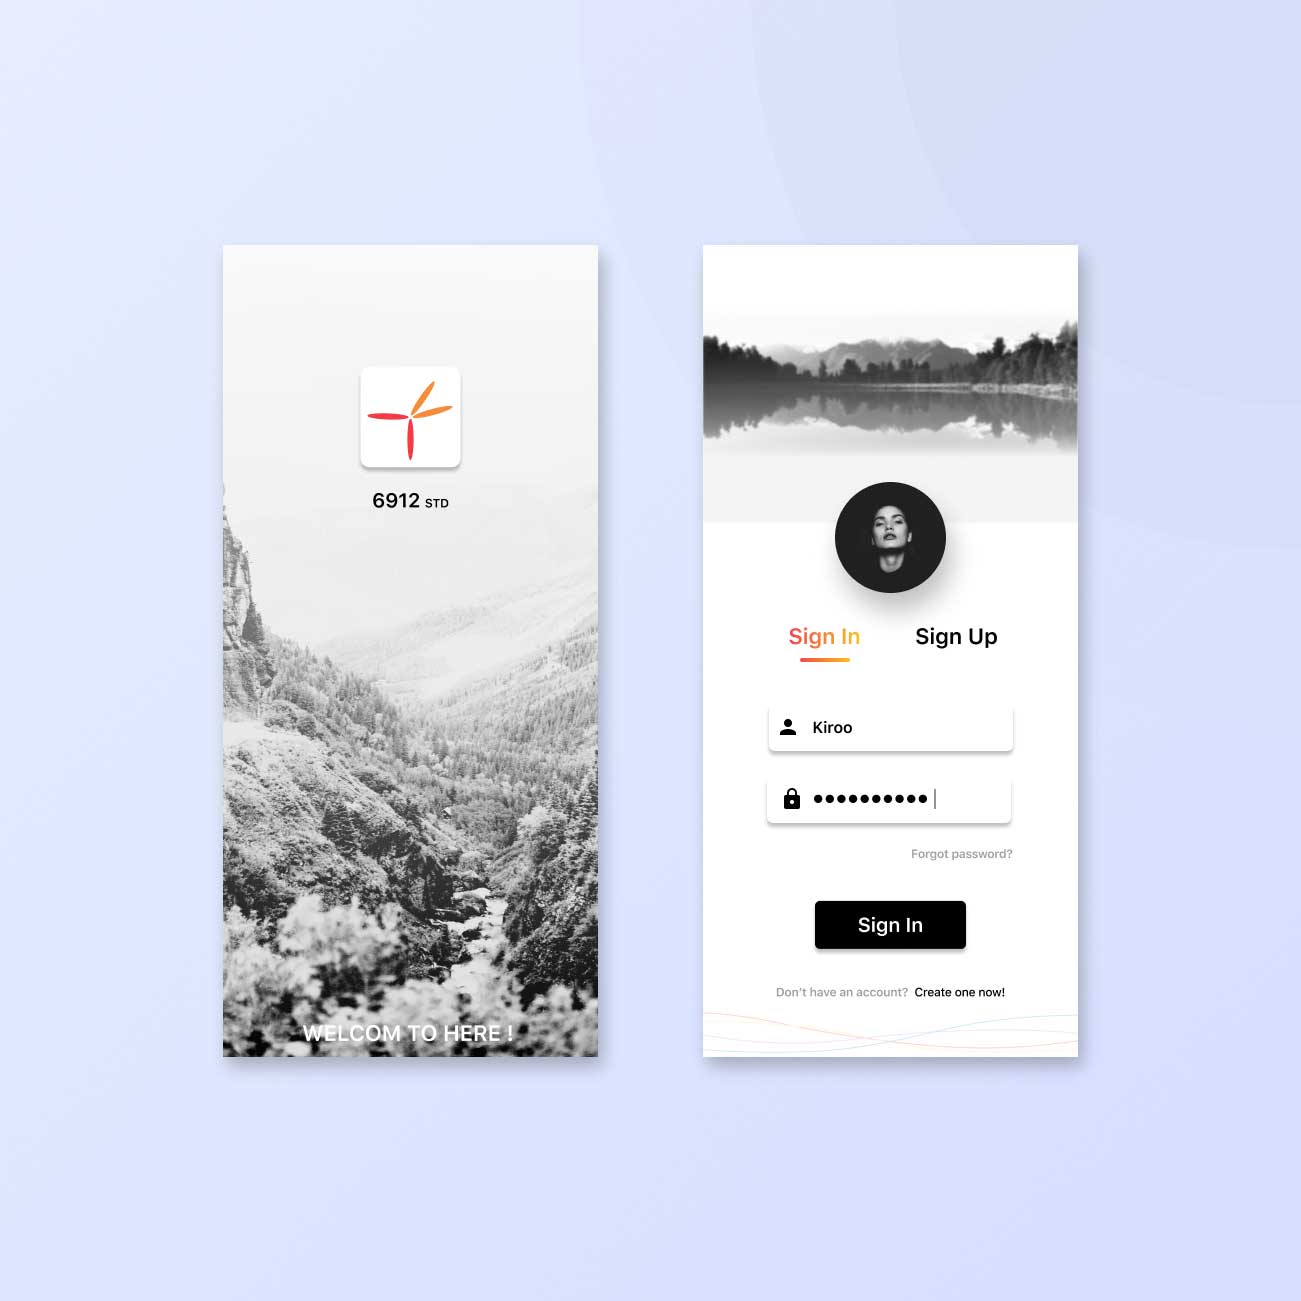 6912 STD
WELCOM TO HERE !
Sign In
Sign Up
Kiroo
Forgot password?
Sign In
Don't have an account? Create one now!